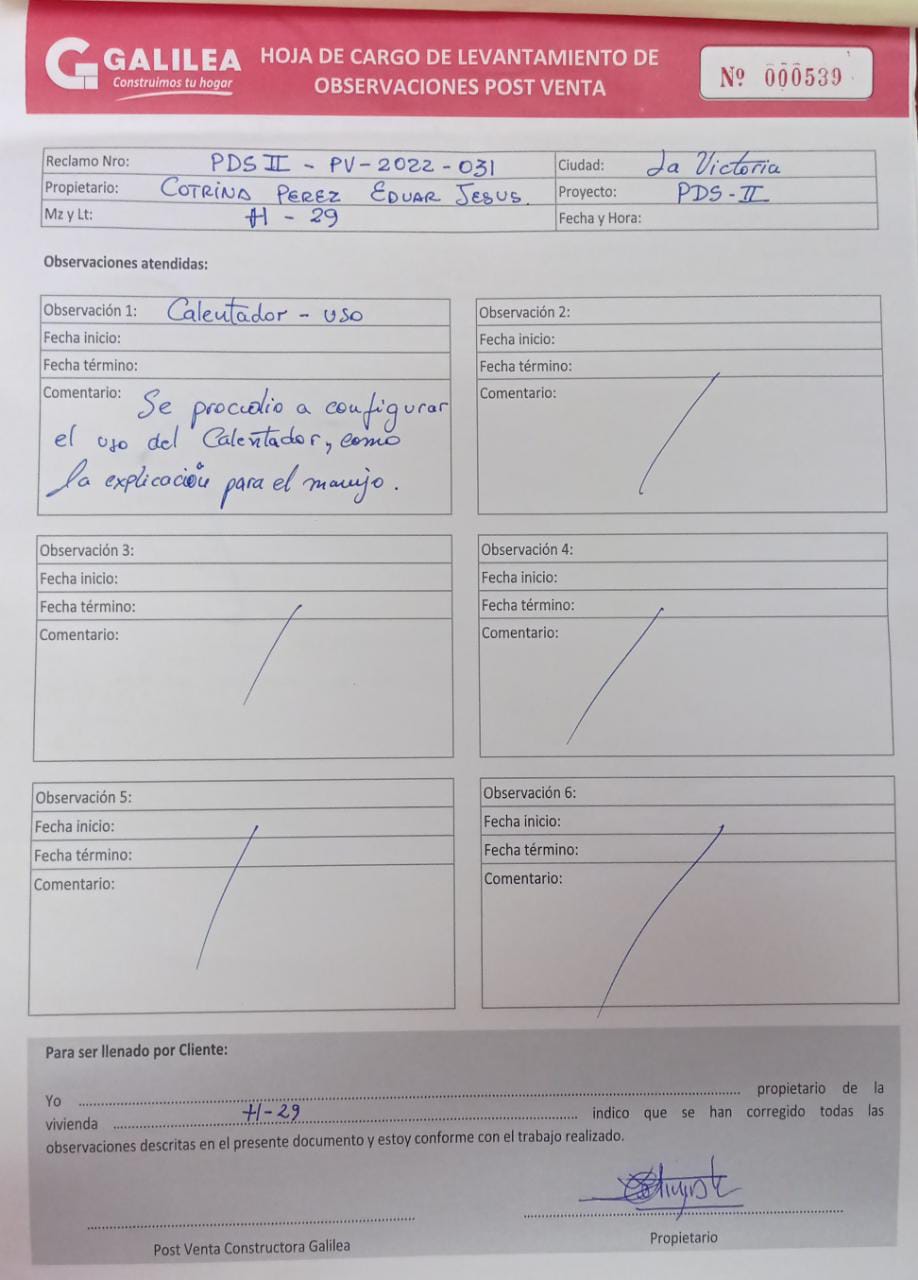 GALILEA
Construimos tu hogar
HOJA DE CARGO DE LEVANTAMIENTO DE
OBSERVACIONES POST VENTA
Nº 000539
Reclamo Nro: PDS II - PV - 2022 - 031
Ciudad: La Victoria
Propietario: COTRINA PEREZ EDUAR JESUS.
Proyecto: PDS - II
Mz y Lt: H - 29
Fecha y Hora:
Observaciones atendidas:
Observación 1: Calentador - uso
Fecha inicio:
Fecha término:
Comentario: Se procedio a configurar
el uso del Calentador, como
la explicación para el manejo.
Observación 2:
Fecha inicio:
Fecha término:
Comentario:
Observación 3:
Fecha inicio:
Fecha término:
Comentario:
Observación 4:
Fecha inicio:
Fecha término:
Comentario:
Observación 5:
Fecha inicio:
Fecha término:
Comentario:
Observación 6:
Fecha inicio:
Fecha término:
Comentario:
Para ser llenado por Cliente:
Yo ........ propietario de la
vivienda ........ H-29 ........ indico que se han corregido todas las
observaciones descritas en el presente documento y estoy conforme con el trabajo realizado.
Post Venta Constructora Galilea
Propietario